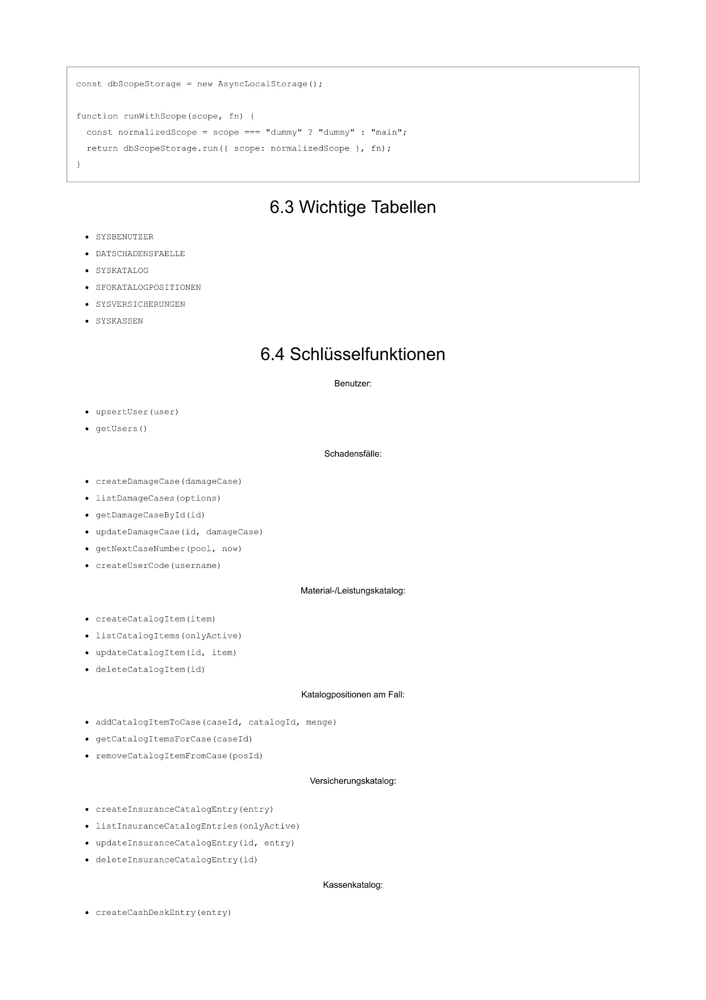 const dbScopeStorage = new AsyncLocalStorage();
function runWithScope(scope, fn) {
  const normalizedScope = scope === "dummy" ? "dummy" : "main";
  return dbScopeStorage.run({ scope: normalizedScope }, fn);
}
6.3 Wichtige Tabellen
• SYSBENUTZER
• DATSCHADENSFAELLE
• SYSKATALOG
• SFOKATALOGPOSITIONEN
• SYSVERSICHERUNGEN
• SYSKASSEN
6.4 Schlüsselfunktionen
Benutzer:
• upsertUser(user)
• getUsers()
Schadensfälle:
• createDamageCase(damageCase)
• listDamageCases(options)
• getDamageCaseById(id)
• updateDamageCase(id, damageCase)
• getNextCaseNumber(pool, now)
• createUserCode(username)
Material-/Leistungskatalog:
• createCatalogItem(item)
• listCatalogItems(onlyActive)
• updateCatalogItem(id, item)
• deleteCatalogItem(id)
Katalogpositionen am Fall:
• addCatalogItemToCase(caseId, catalogId, menge)
• getCatalogItemsForCase(caseId)
• removeCatalogItemFromCase(posId)
Versicherungskatalog:
• createInsuranceCatalogEntry(entry)
• listInsuranceCatalogEntries(onlyActive)
• updateInsuranceCatalogEntry(id, entry)
• deleteInsuranceCatalogEntry(id)
Kassenkatalog:
• createCashDeskEntry(entry)